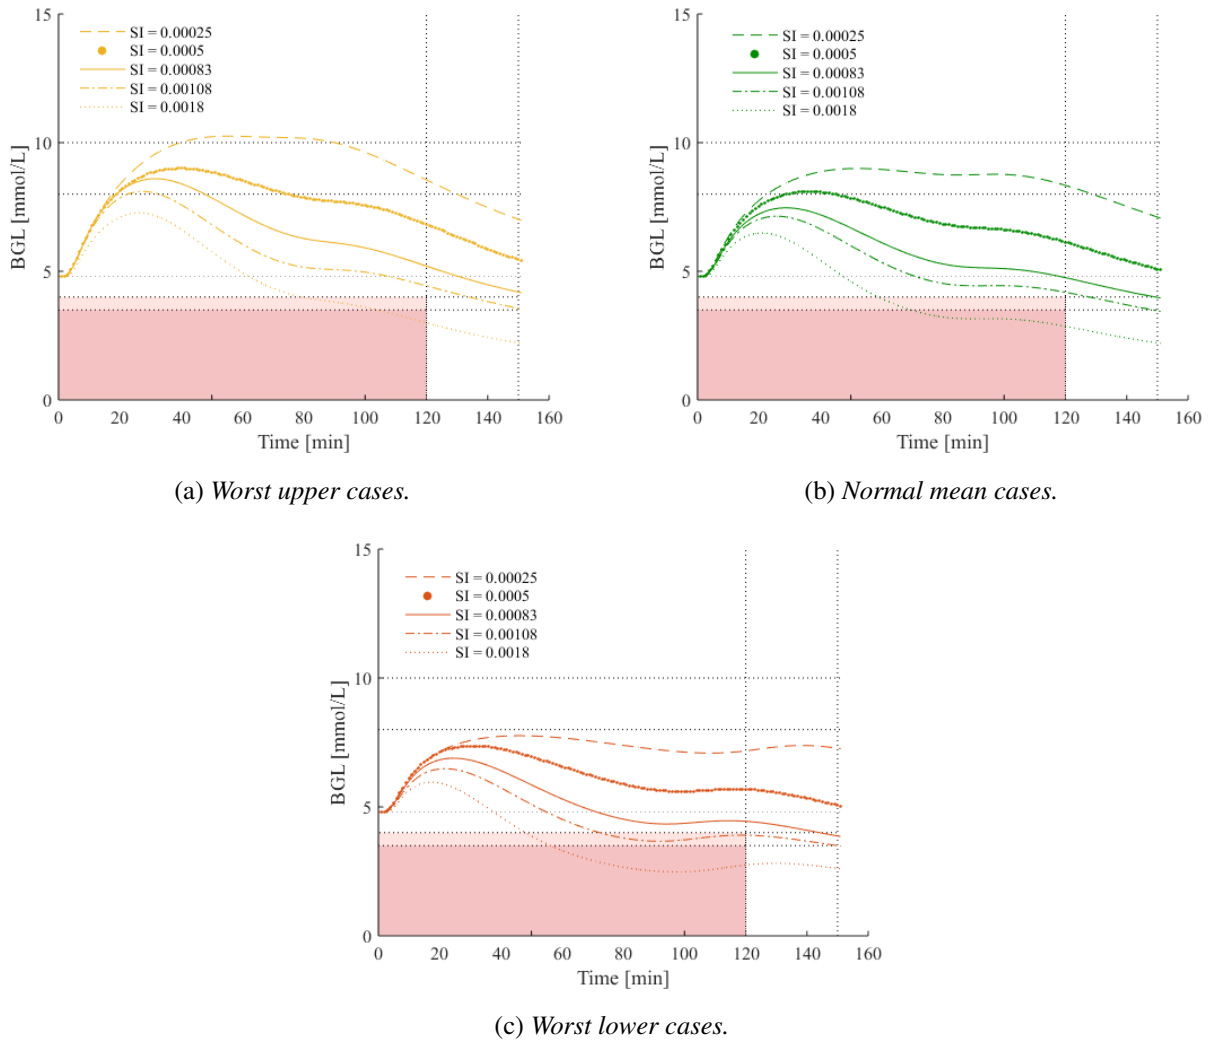 15
10
5
0
BGL [mmol/L]
SI = 0.00025
SI = 0.0005
SI = 0.00083
SI = 0.00108
SI = 0.0018
0 20 40 60 80 100 120 140 160
Time [min]
(a) Worst upper cases.
15
10
5
0
BGL [mmol/L]
SI = 0.00025
SI = 0.0005
SI = 0.00083
SI = 0.00108
SI = 0.0018
0 20 40 60 80 100 120 140 160
Time [min]
(b) Normal mean cases.
15
10
5
0
BGL [mmol/L]
SI = 0.00025
SI = 0.0005
SI = 0.00083
SI = 0.00108
SI = 0.0018
0 20 40 60 80 100 120 140 160
Time [min]
(c) Worst lower cases.